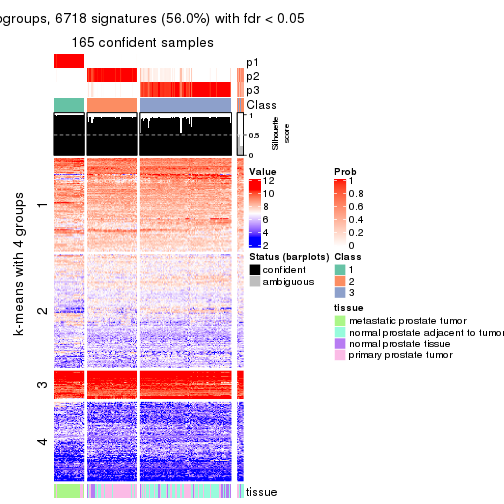 ogroups, 6718 signatures (56.0%) with fdr < 0.05
165 confident samples
p1
p2
p3
Class
1
0.5
0
Silhouette
score
k-means with 4 groups
1
2
3
4
Value
12
10
8
6
4
2
Prob
1
0.8
0.6
0.4
0.2
0
Status (barplots)
confident
ambiguous
Class
1
2
3
tissue
metastatic prostate tumor
normal prostate adjacent to tumor
normal prostate tissue
primary prostate tumor
tissue